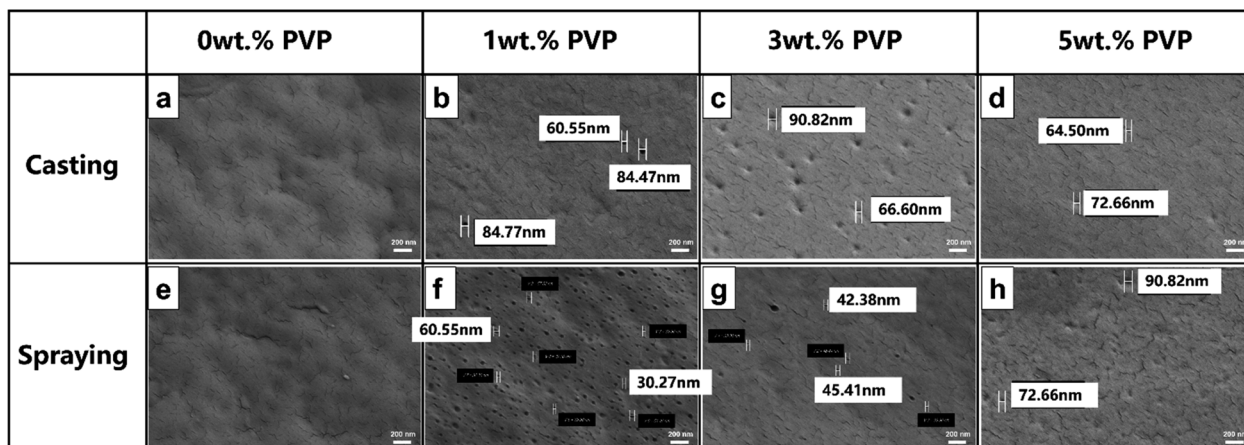 0wt.% PVP
1wt.% PVP
3wt.% PVP
5wt.% PVP
Casting
a
200 nm
b
60.55nm
84.47nm
84.77nm
200 nm
c
90.82nm
66.60nm
200 nm
d
64.50nm
72.66nm
200 nm
Spraying
e
200 nm
f
60.55nm
30.27nm
200 nm
g
42.38nm
45.41nm
200 nm
h
90.82nm
72.66nm
200 nm